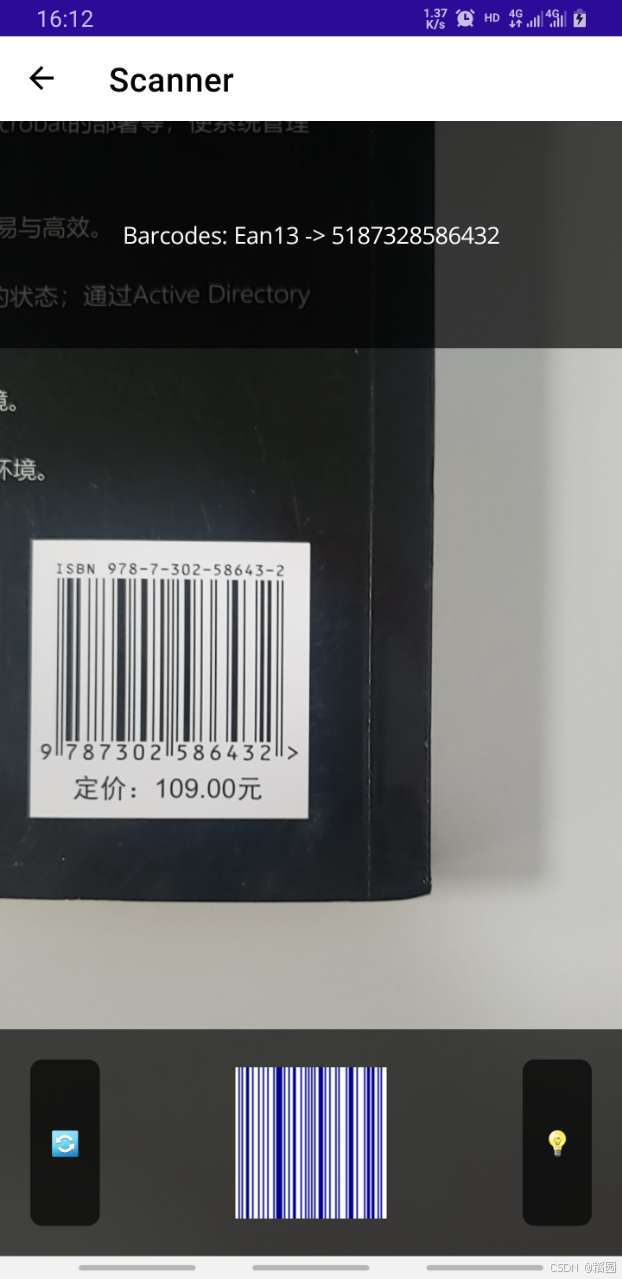 16:12
1.37
K/s
HD
4G
4G
Scanner
crobat的部署等，使系统管理
易与高效。
Barcodes: Ean13 -> 5187328586432
的状态；通过Active Directory
境。
环境。
ISBN 978-7-302-58643-2
9 787302 586432 >
定价：109.00元
CSDN @稻园